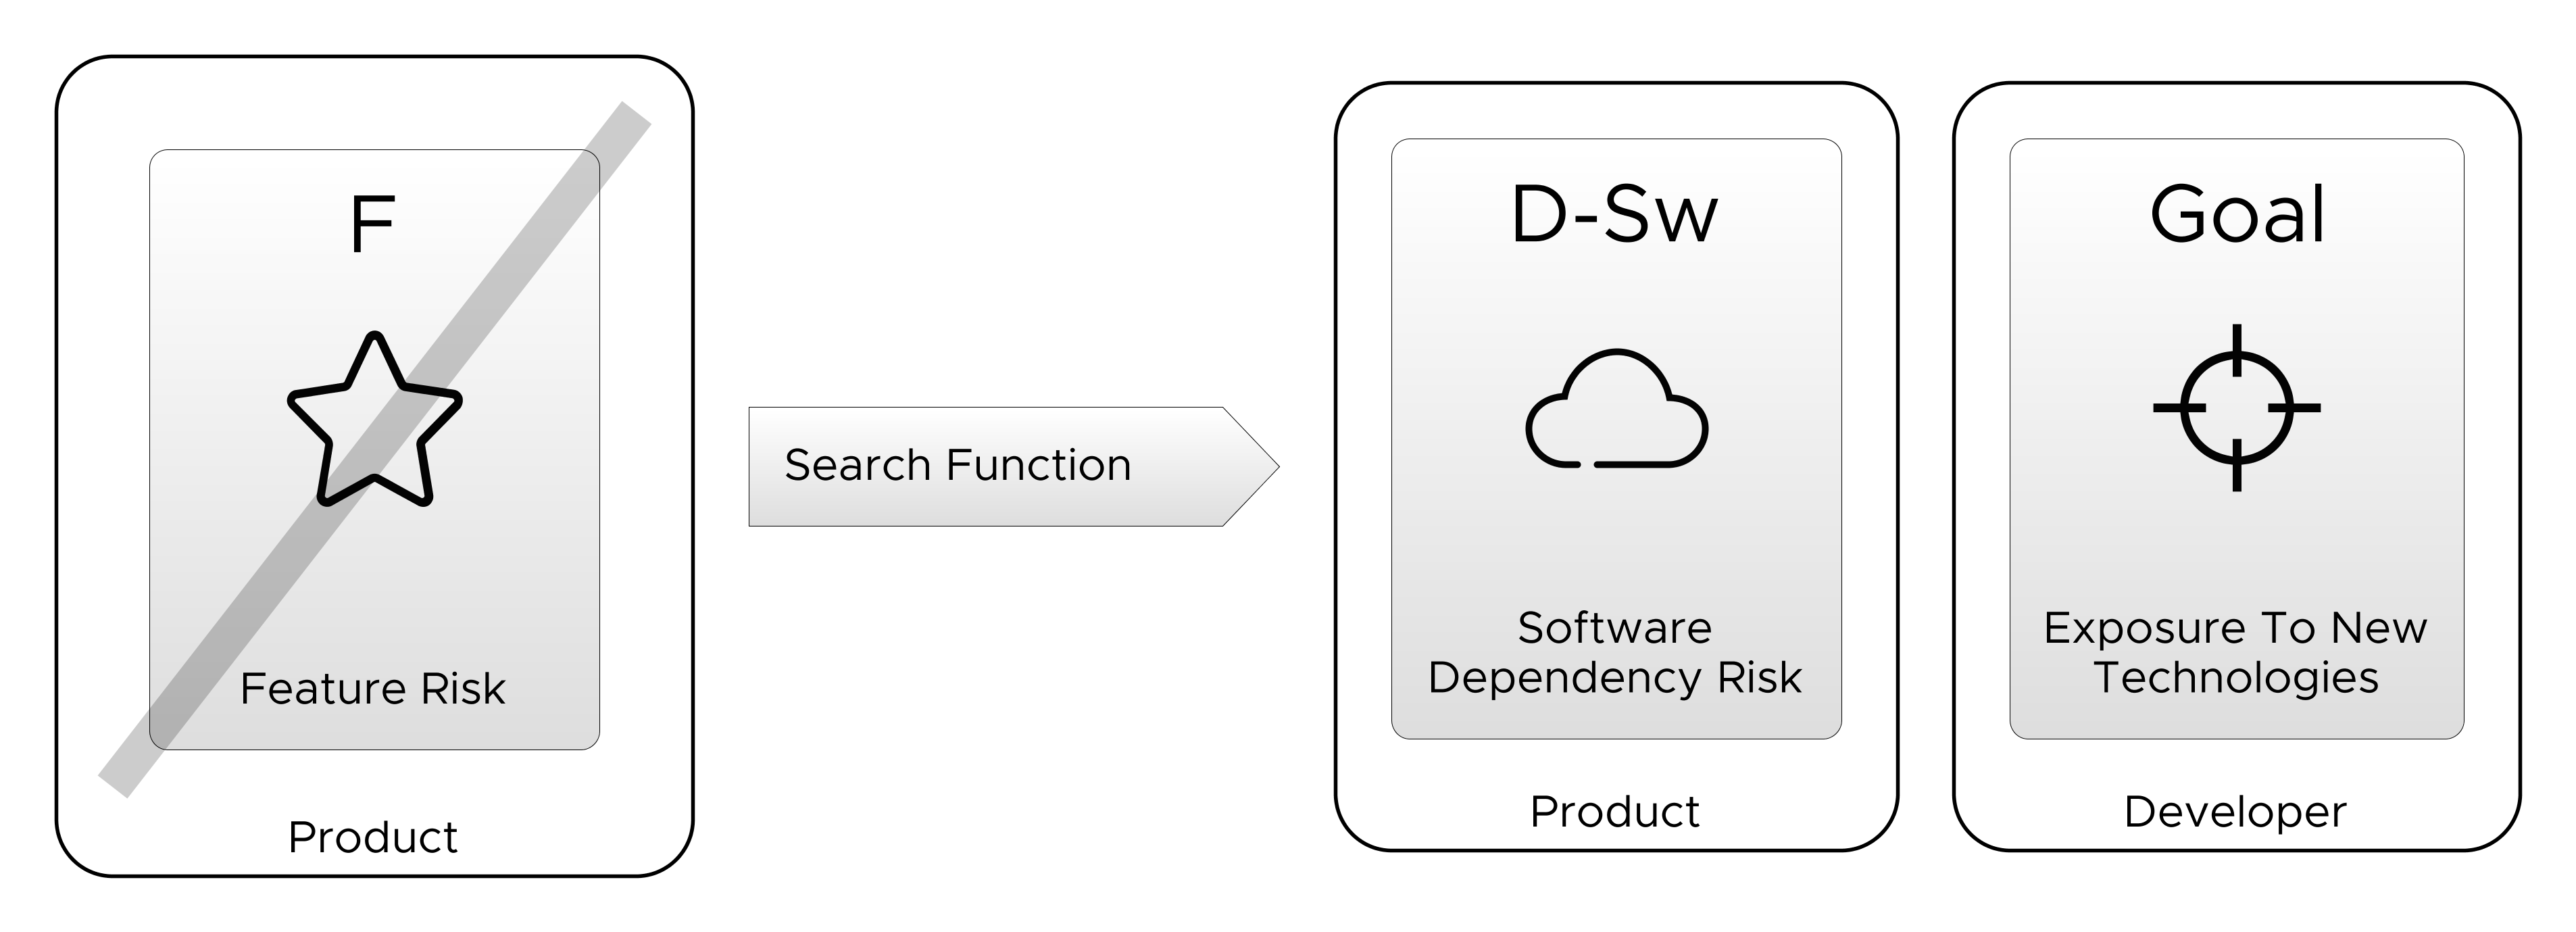 F
Feature Risk
Product
Search Function
D-Sw
Software
Dependency Risk
Product
Goal
Exposure To New
Technologies
Developer